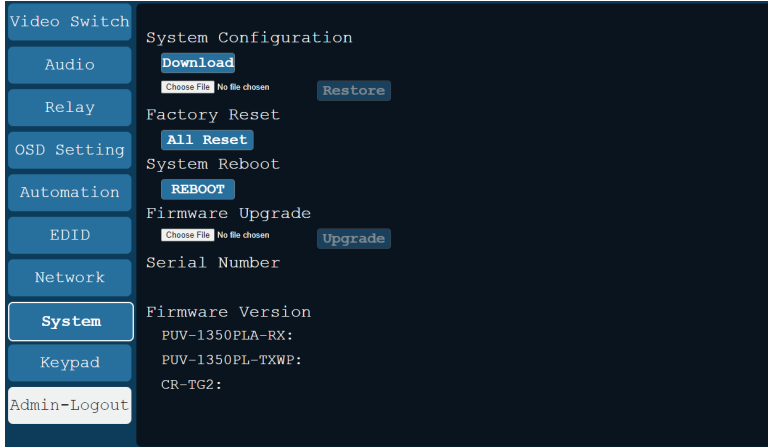 Video Switch
Audio
Relay
OSD Setting
Automation
EDID
Network
System
Keypad
Admin-Logout
System Configuration
Download
Choose File No file chosen Restore
Factory Reset
All Reset
System Reboot
REBOOT
Firmware Upgrade
Choose File No file chosen Upgrade
Serial Number
Firmware Version
PUV-1350PLA-RX:
PUV-1350PL-TXWP:
CR-TG2: